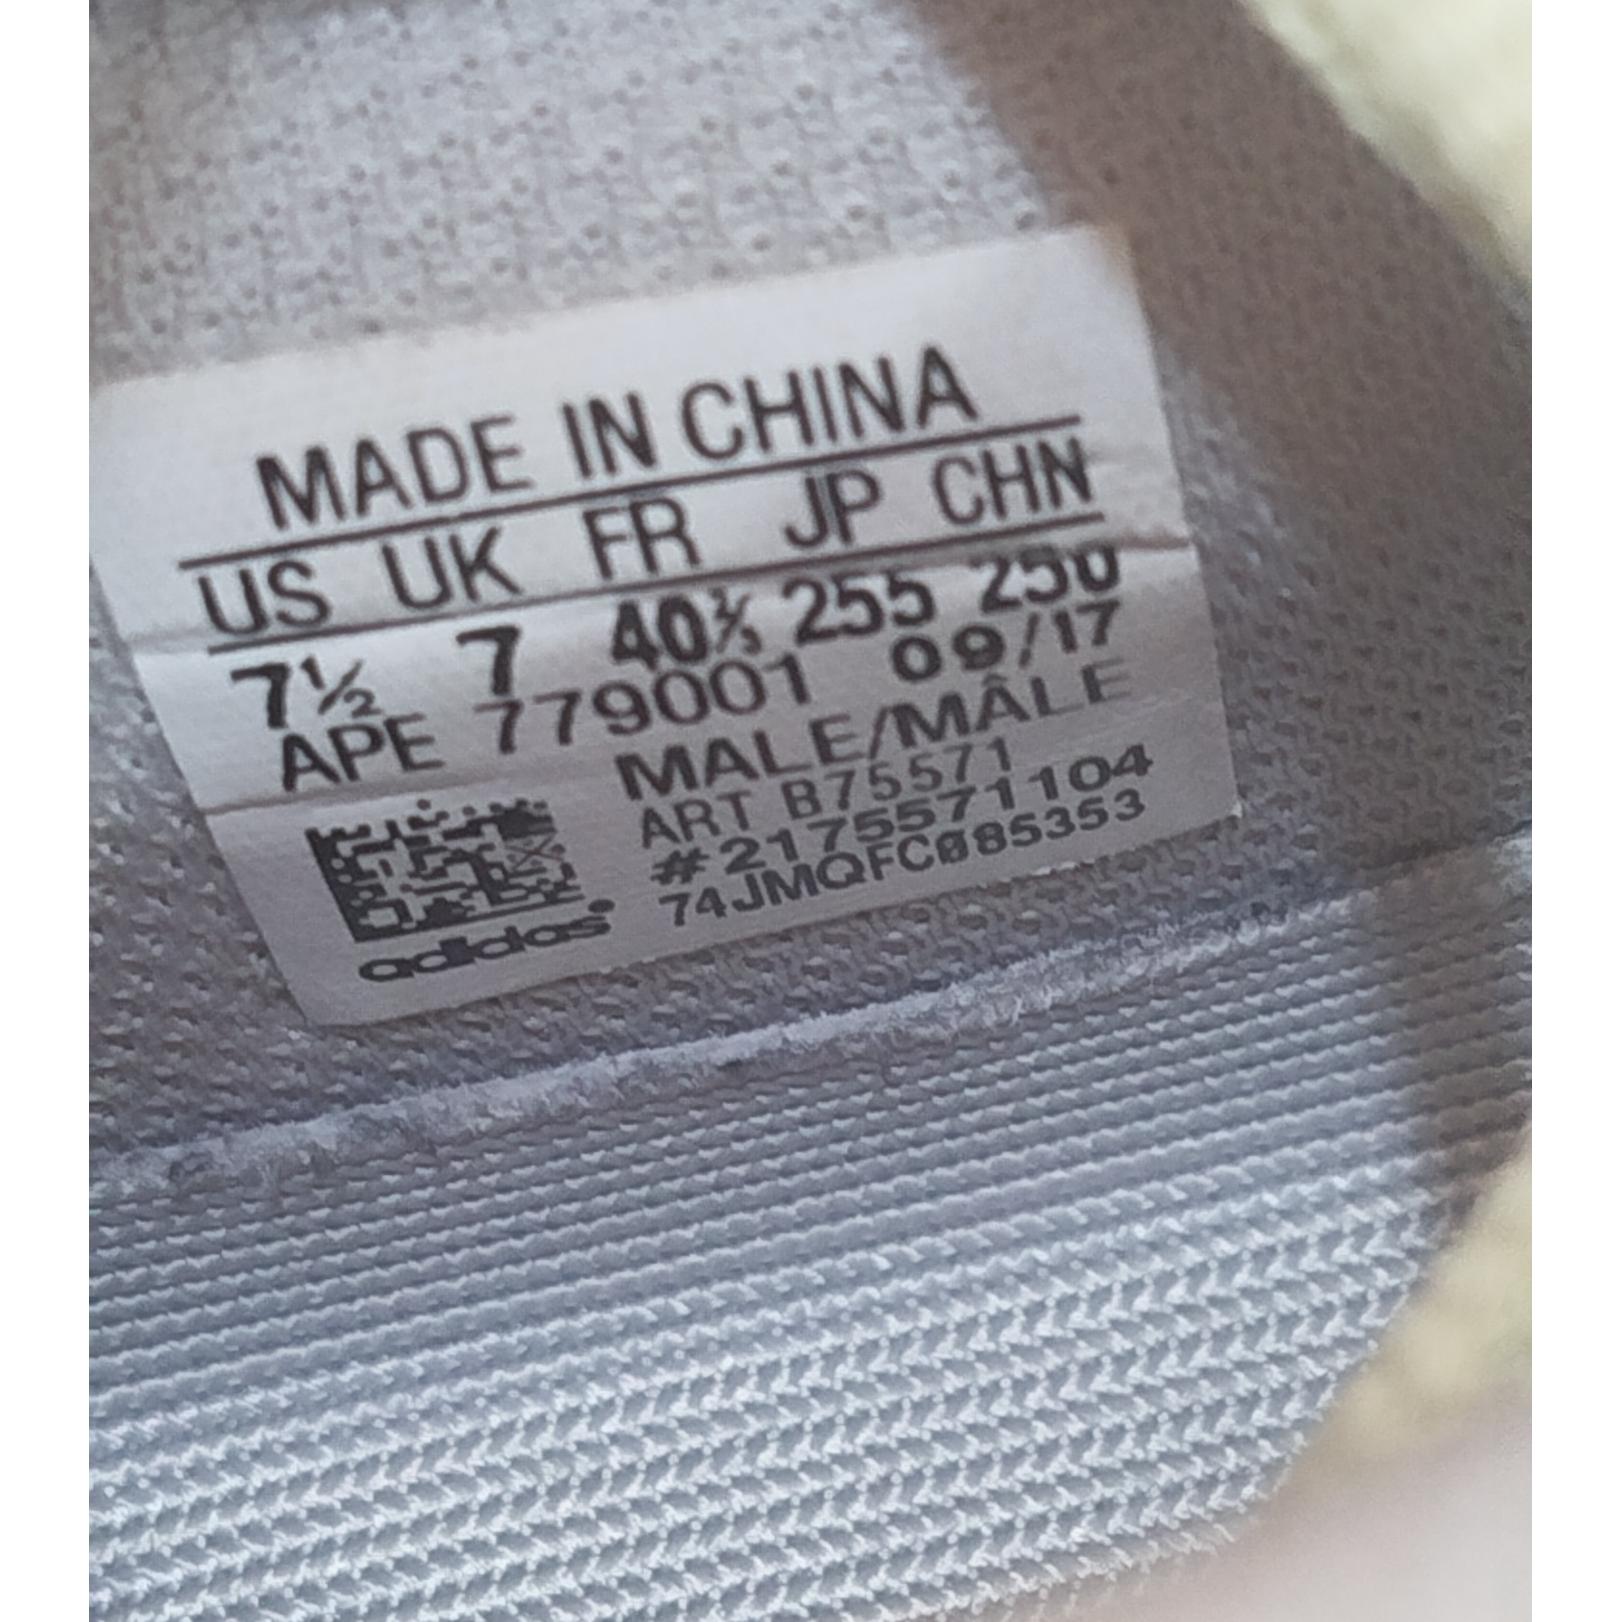 MADE IN CHINA
US UK FR JP CHN
7½ 7 40⅔ 255 250
APE 779001 09/17
MALE/MÂLE
ART B75571
#2175571104
74JMQFC085353
adidas